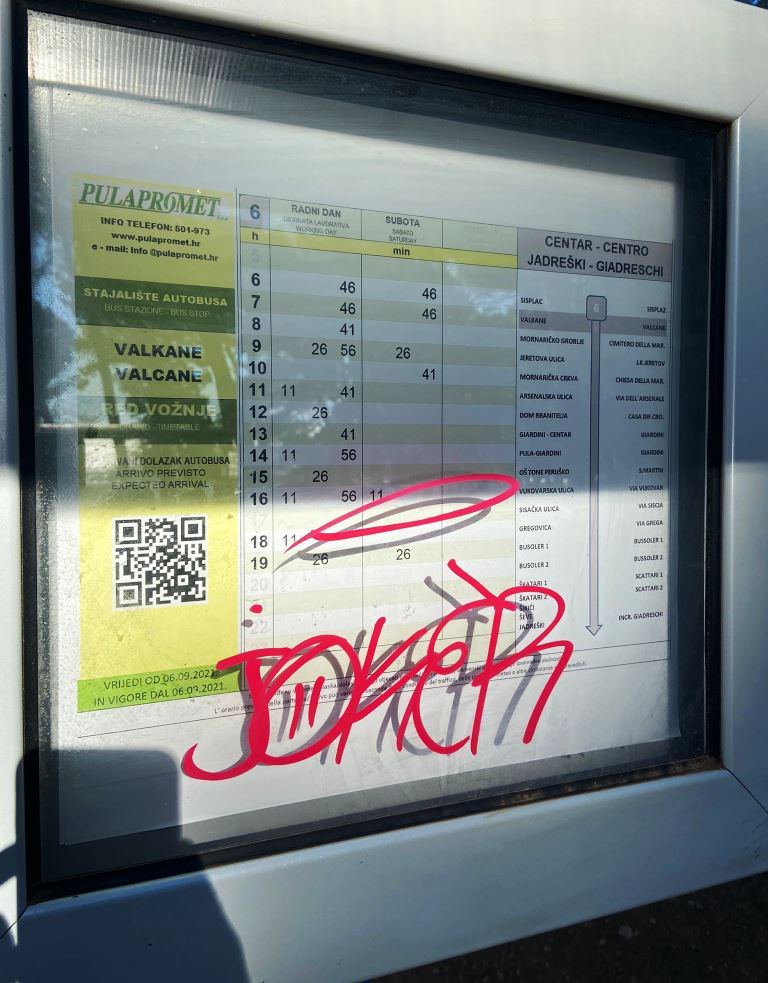 PULAPROMET d.o.o.
INFO TELEFON: 501-973
www.pulapromet.hr
e - mail: info @pulapromet.hr
STAJALIŠTE AUTOBUSA
BUS STAZIONE - BUS STOP
VALKANE
VALCANE
RED VOŽNJE
ORARIO - TIMETABLE
DOLAZAK AUTOBUSA
ARRIVO PREVISTO
EXPECTED ARRIVAL
VRIJEDI OD 06.09.2021.
IN VIGORE DAL 06.09.2021.
6 RADNI DAN SUBOTA
GIORNATA LAVORATIVA SABATO
WORKING DAY SATURDAY
h min
5
6 46 46
7 46 46
8 41
9 26 56 26
10 41
11 11 41
12 26
13 41
14 11 56
15 26
16 11 56 11
17
18 11
19 26 26
20
22
CENTAR - CENTRO
JADREŠKI - GIADRESCHI
6
SISPLAC SISPLAZ
VALKANE VALCANE
MORNARIČKO GROBLJE CIMITERO DELLA MAR.
JERETOVA ULICA I.K.JERETOV
MORNARIČKA CRKVA CHIESA DELLA MAR.
ARSENALSKA ULICA VIA DELL'ARSENALE
DOM BRANITELJA CASA DIF.CRO.
GIARDINI - CENTAR GIARDINI
PULA-GIARDINI GIARDINI
OŠ TONE PERUŠKO S.MARTIN
VUKOVARSKA ULICA VIA VUKOVAR
SISAČKA ULICA VIA SISCIA
GREGOVICA VIA GREGA
BUSOLER 1 BUSSOLER 1
BUSOLER 2 BUSSOLER 2
ŠKATARI 1 SCATTARI 1
ŠKATARI 2 SCATTARI 2
ŠIKIĆI
ŠEVE
JADREŠKI INCR. GIADRESCHI
L' orario
JOKER